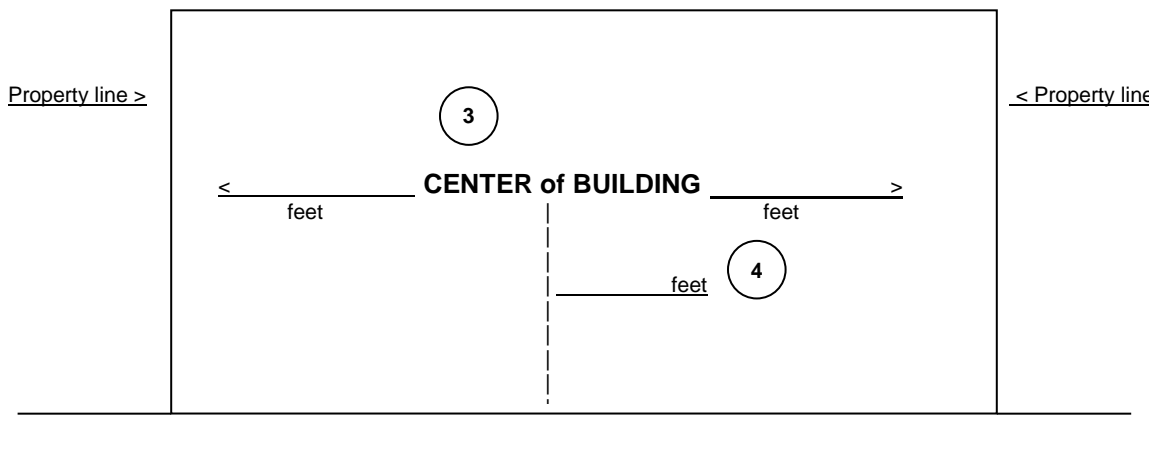 Property line >
< Property line
3
< CENTER of BUILDING >
feet feet
feet 4